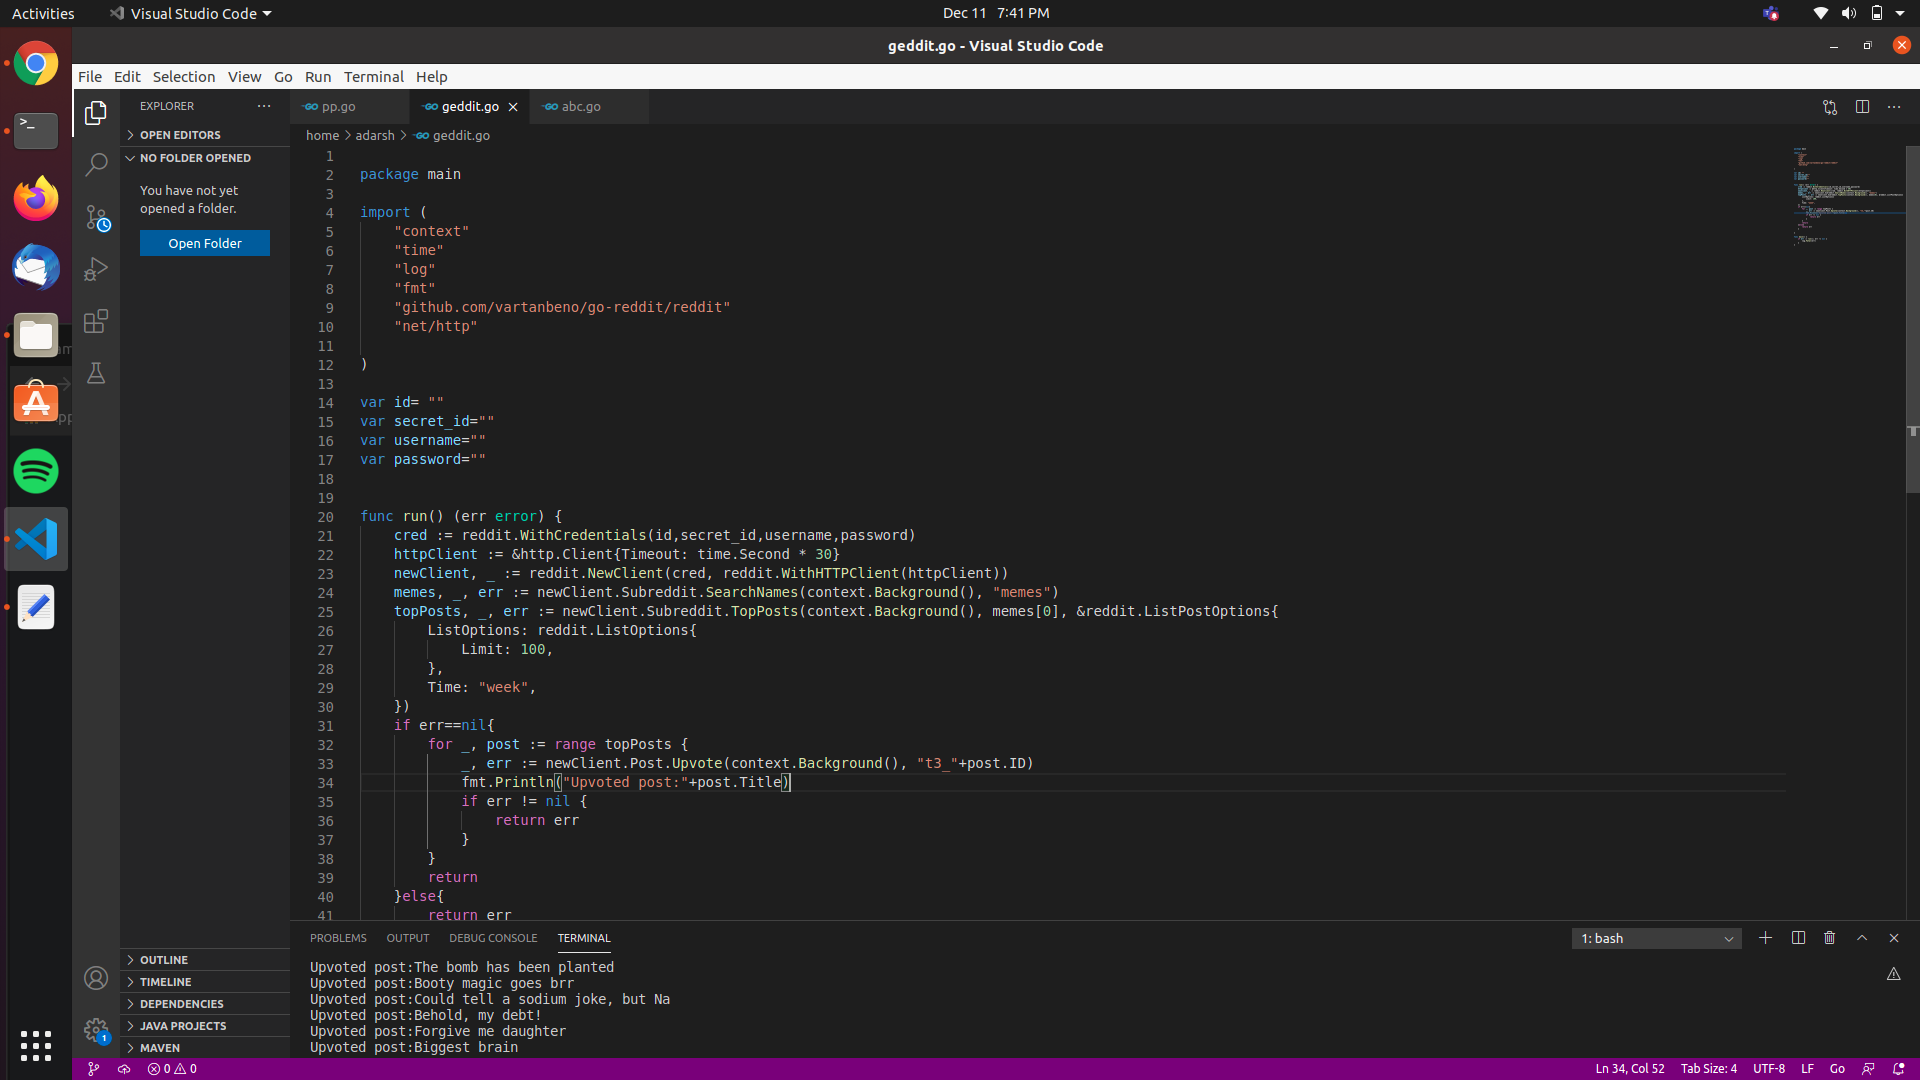 Activities Visual Studio Code Dec 11 7:41 PM
geddit.go - Visual Studio Code
File Edit Selection View Go Run Terminal Help
EXPLORER
pp.go geddit.go abc.go
OPEN EDITORS
home > adarsh > geddit.go
NO FOLDER OPENED
You have not yet
opened a folder.
Open Folder
1
2 package main
3
4 import (
5 "context"
6 "time"
7 "log"
8 "fmt"
9 "github.com/vartanbeno/go-reddit/reddit"
10 "net/http"
11
12 )
13
14 var id= ""
15 var secret_id=""
16 var username=""
17 var password=""
18
19
20 func run() (err error) {
21 cred := reddit.WithCredentials(id,secret_id,username,password)
22 httpClient := &http.Client{Timeout: time.Second * 30}
23 newClient, _ := reddit.NewClient(cred, reddit.WithHTTPClient(httpClient))
24 memes, _, err := newClient.Subreddit.SearchNames(context.Background(), "memes")
25 topPosts, _, err := newClient.Subreddit.TopPosts(context.Background(), memes[0], &reddit.ListPostOptions{
26 ListOptions: reddit.ListOptions{
27 Limit: 100,
28 },
29 Time: "week",
30 })
31 if err==nil{
32 for _, post := range topPosts {
33 _, err := newClient.Post.Upvote(context.Background(), "t3_"+post.ID)
34 fmt.Println("Upvoted post:"+post.Title)
35 if err != nil {
36 return err
37 }
38 }
39 return
40 }else{
41 return err
OUTLINE
TIMELINE
DEPENDENCIES
JAVA PROJECTS
MAVEN
PROBLEMS OUTPUT DEBUG CONSOLE TERMINAL 1: bash
Upvoted post:The bomb has been planted
Upvoted post:Booty magic goes brr
Upvoted post:Could tell a sodium joke, but Na
Upvoted post:Behold, my debt!
Upvoted post:Forgive me daughter
Upvoted post:Biggest brain
0 0 Ln 34, Col 52 Tab Size: 4 UTF-8 LF Go